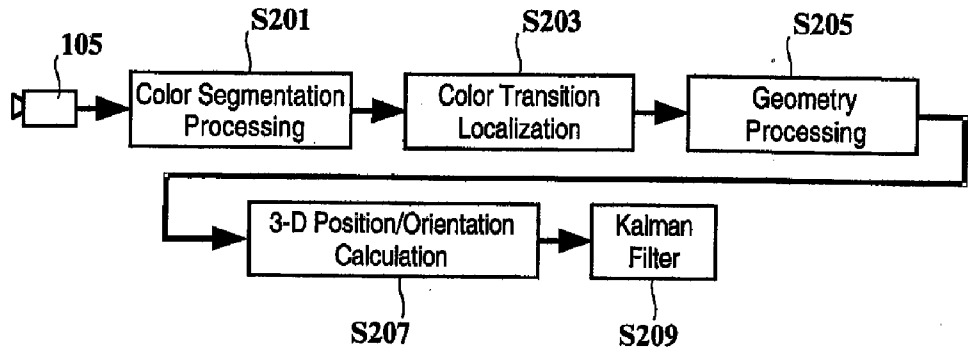 S201
S203
S205
105
Color Segmentation
Processing
Color Transition
Localization
Geometry
Processing
3-D Position/Orientation
Calculation
Kalman
Filter
S207
S209